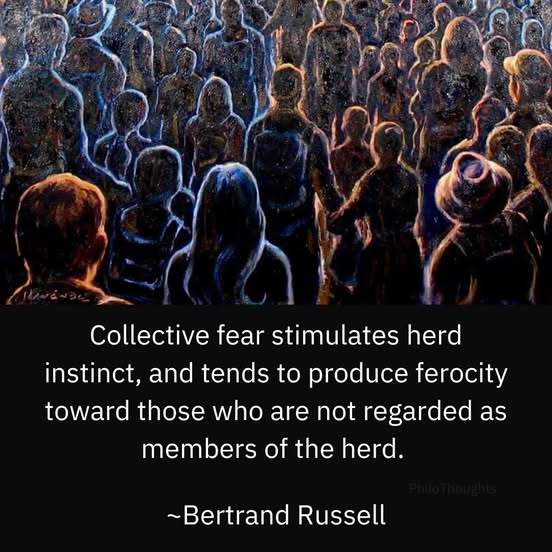 Collective fear stimulates herd
instinct, and tends to produce ferocity
toward those who are not regarded as
members of the herd.
PhiloThoughts
~Bertrand Russell